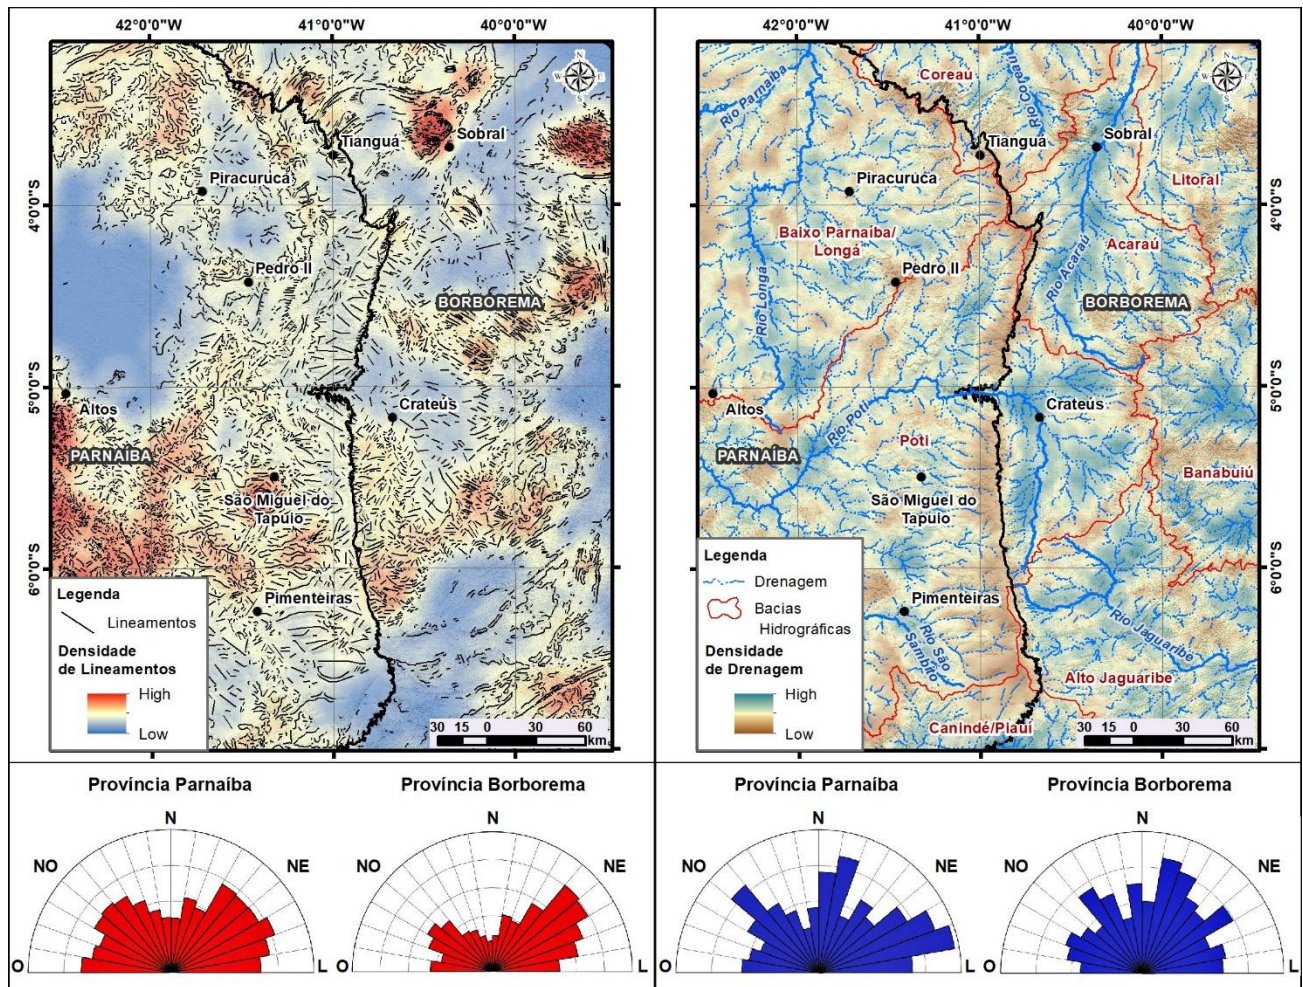 42°0'0"W 41°0'0"W 40°0'0"W
N
W E
S
Tianguá
Sobral
Piracuruca
4°0'0"S
Pedro II
BORBOREMA
5°0'0"S
Altos
Crateús
PARNAÍBA
São Miguel do
Tapuio
6°0'0"S
Pimenteiras
Legenda
Lineamentos
Densidade
de Lineamentos
High
Low
30 15 0 30 60
km
42°0'0"W 41°0'0"W 40°0'0"W
N
W E
S
Coreaú
Rio Parnaíba
Rio Coreaú
Tianguá
Sobral
Piracuruca
Litoral
4°0'0"S
Baixo Parnaíba/
Longá
Acaraú
Pedro II
Rio Longá
Rio Acaraú
BORBOREMA
5°0'0"S
Altos
Crateús
Rio Poti
Poti
PARNAÍBA
Banabuiú
São Miguel do
Tapuio
6°0'0"S
Pimenteiras
Rio São
Rio Jaguaribe
Alto Jaguaribe
Canindé/Piauí
Legenda
Drenagem
Bacias
Hidrográficas
Densidade
de Drenagem
High
Low
30 15 0 30 60
km
Província Parnaíba
N
NO NE
O L
Província Borborema
N
NO NE
O L
Província Parnaíba
N
NO NE
O L
Província Borborema
N
NO NE
O L